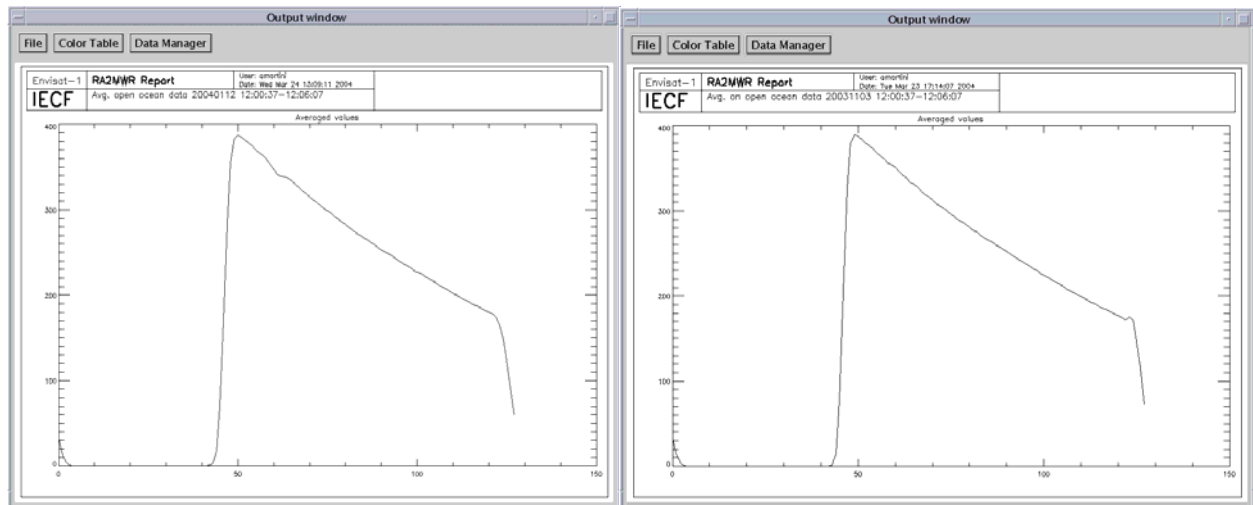 Output window
File Color Table Data Manager
Envisat-1 RA2MWR Report User: amartini
Date: Wed Mar 24 13:09:11 2004
IECF Avg. open ocean data 20040112 12:00:37-12:06:07
Averaged values
400
300
200
100
0
0 50 100 150
Output window
File Color Table Data Manager
Envisat-1 RA2MWR Report User: amartini
Date: Tue Mar 23 17:14:07 2004
IECF Avg. on open ocean data 20031103 12:00:37-12:06:07
Averaged values
400
300
200
100
0
0 50 100 150